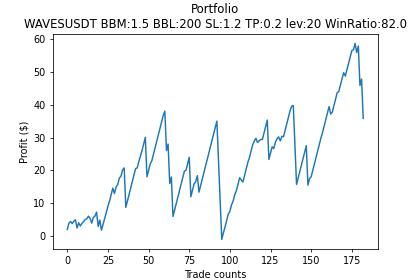 Portfolio
WAVESUSDT BBM:1.5 BBL:200 SL:1.2 TP:0.2 lev:20 WinRatio:82.0
60
50
40
30
20
10
0
Profit ($)
0 25 50 75 100 125 150 175
Trade counts